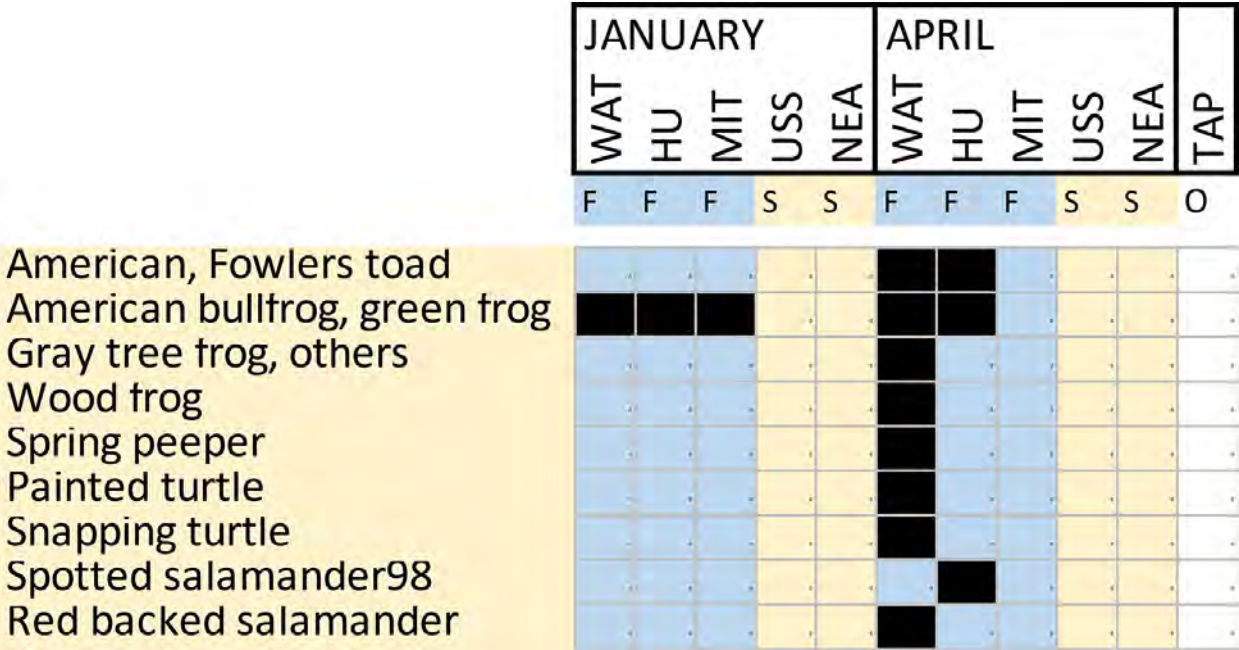 JANUARY APRIL
WAT HU MIT USS NEA WAT HU MIT USS NEA TAP
F F F S S F F F S S O
American, Fowlers toad
American bullfrog, green frog
Gray tree frog, others
Wood frog
Spring peeper
Painted turtle
Snapping turtle
Spotted salamander98
Red backed salamander